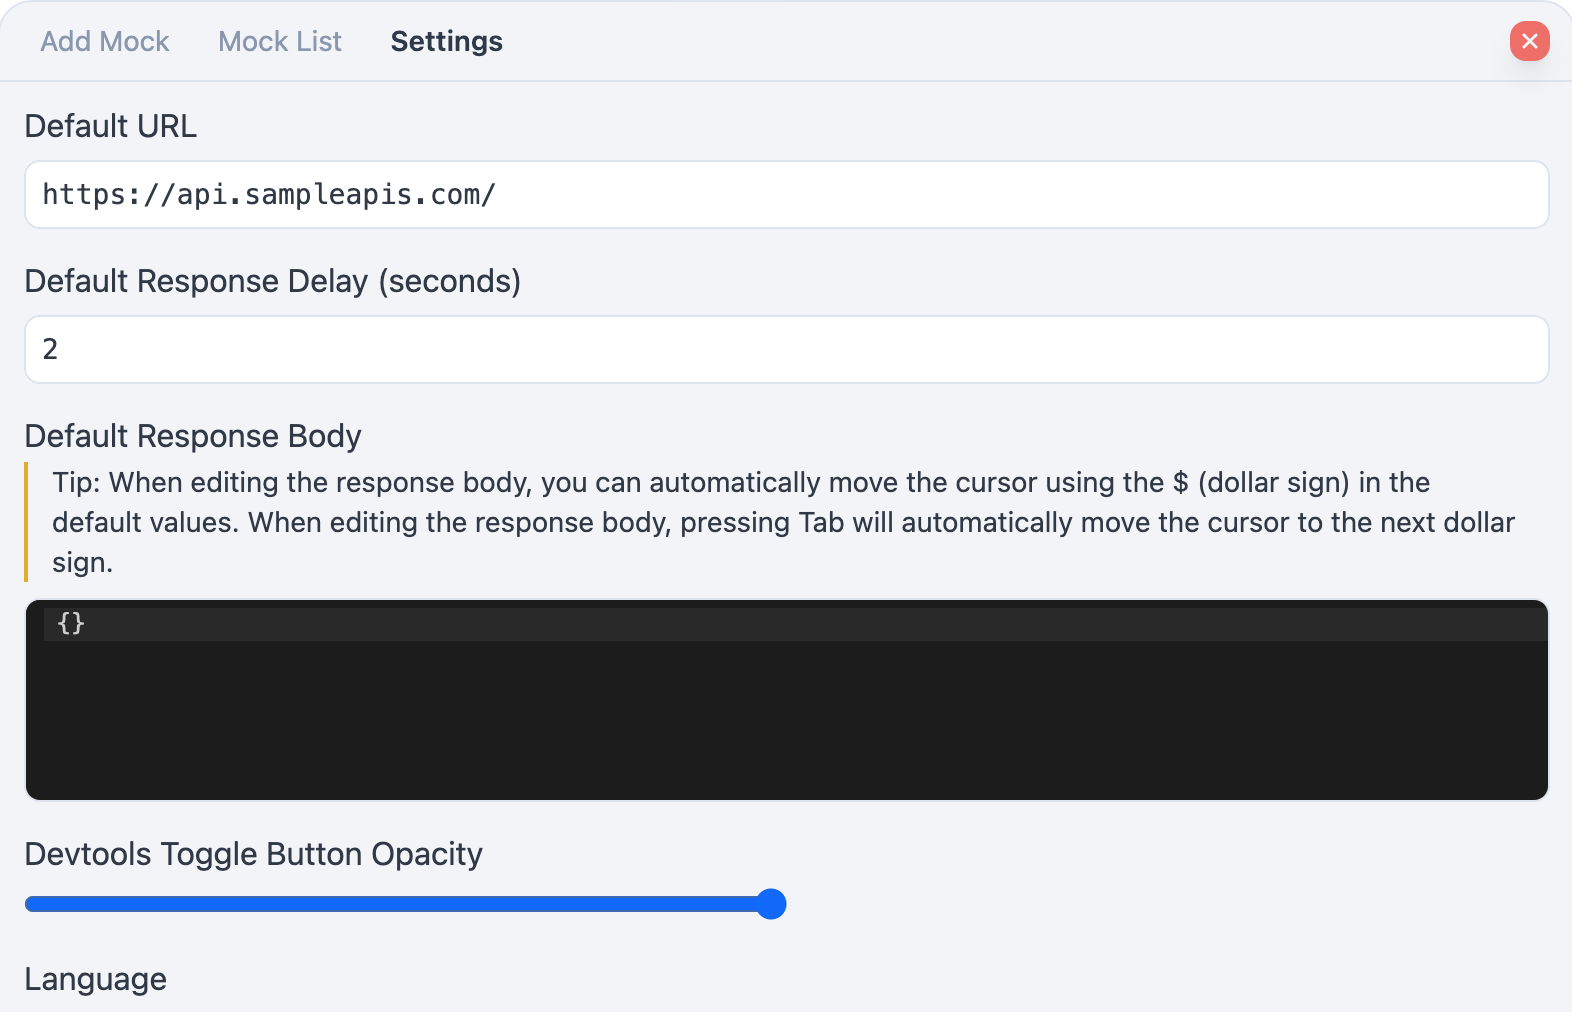 Add Mock Mock List Settings
Default URL
https://api.sampleapis.com/
Default Response Delay (seconds)
2
Default Response Body
Tip: When editing the response body, you can automatically move the cursor using the $ (dollar sign) in the
default values. When editing the response body, pressing Tab will automatically move the cursor to the next dollar
sign.
{}
Devtools Toggle Button Opacity
Language